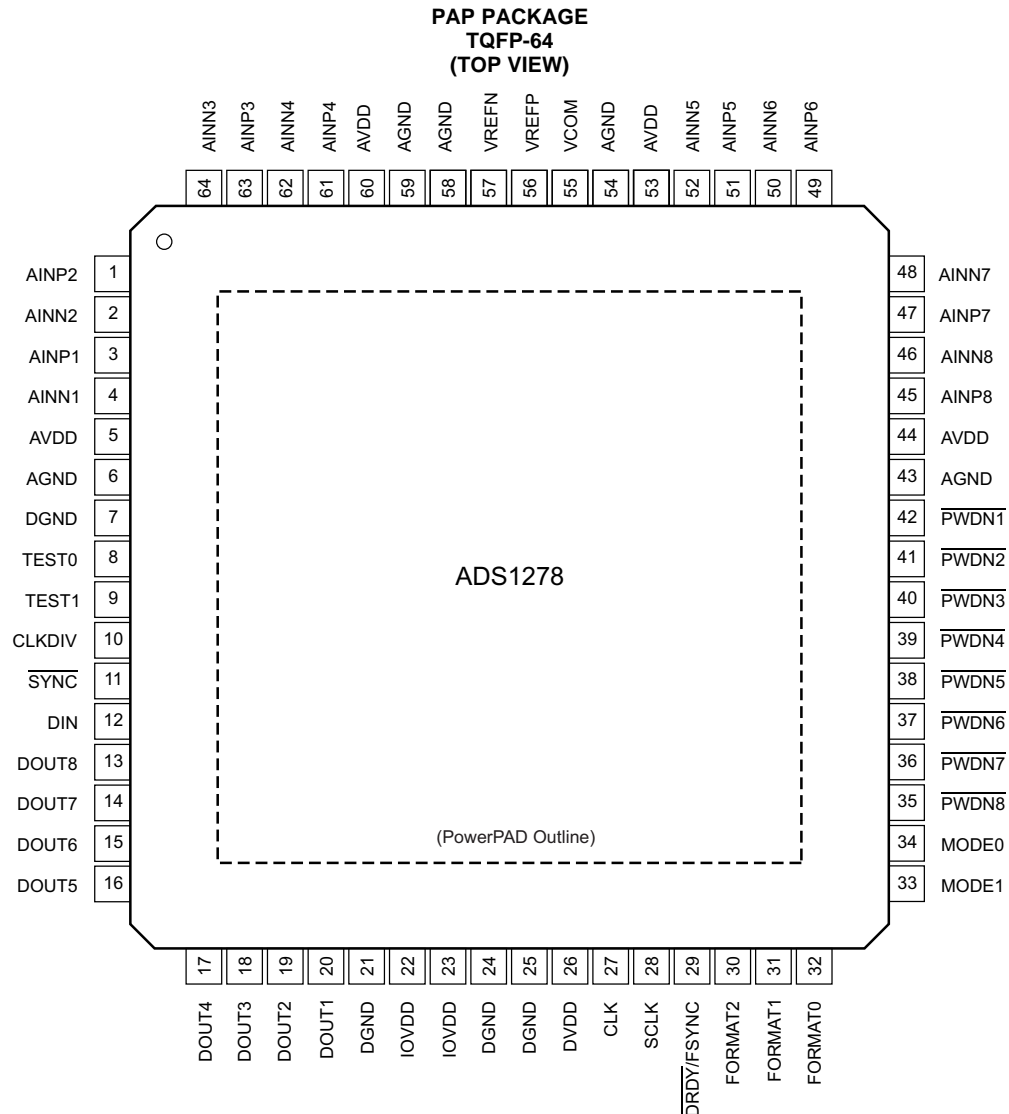 PAP PACKAGE
TQFP-64
(TOP VIEW)
AINN3 AINP3 AINN4 AINP4 AVDD AGND AGND VREFN VREFP VCOM AGND AVDD AINN5 AINP5 AINN6 AINP6
64 63 62 61 60 59 58 57 56 55 54 53 52 51 50 49
AINP2 1 48 AINN7
AINN2 2 47 AINP7
AINP1 3 46 AINN8
AINN1 4 45 AINP8
AVDD 5 44 AVDD
AGND 6 43 AGND
DGND 7 42 PWDN1
TEST0 8 41 PWDN2
ADS1278
TEST1 9 40 PWDN3
CLKDIV 10 39 PWDN4
SYNC 11 38 PWDN5
DIN 12 37 PWDN6
DOUT8 13 36 PWDN7
DOUT7 14 35 PWDN8
DOUT6 15 (PowerPAD Outline) 34 MODE0
DOUT5 16 33 MODE1
17 18 19 20 21 22 23 24 25 26 27 28 29 30 31 32
DOUT4 DOUT3 DOUT2 DOUT1 DGND IOVDD IOVDD DGND DGND DVDD CLK SCLK DRDY/FSYNC FORMAT2 FORMAT1 FORMAT0